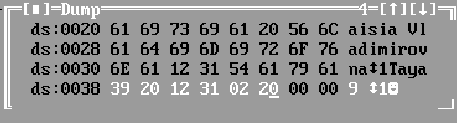 [■]=Dump 4=[↑][↓]
ds:0020 61 69 73 69 61 20 56 6C aisia Vl
ds:0028 61 64 69 6D 69 72 6F 76 adimirov
ds:0030 6E 61 12 31 54 61 79 61 na↕1Taya
ds:0038 39 20 12 31 02 20 00 00 9 ↕1☻